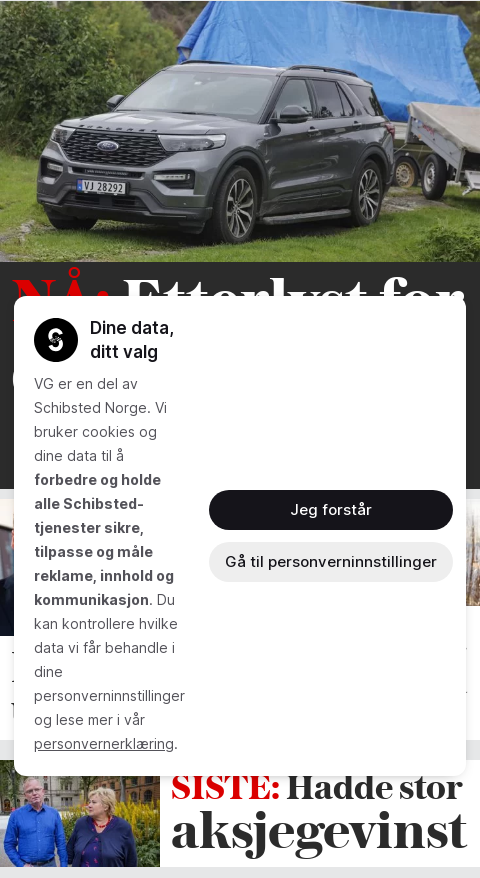 VJ 28292
NÅ: Etterlyst for
Dine data,
ditt valg
VG er en del av
Schibsted Norge. Vi
bruker cookies og
dine data til å
forbedre og holde
alle Schibsted-
tjenester sikre,
tilpasse og måle
reklame, innhold og
kommunikasjon. Du
kan kontrollere hvilke
data vi får behandle i
dine
personverninnstillinger
og lese mer i vår
personvernerklæring.
Jeg forstår
Gå til personverninnstillinger
SISTE: Hadde stor
aksjegevinst